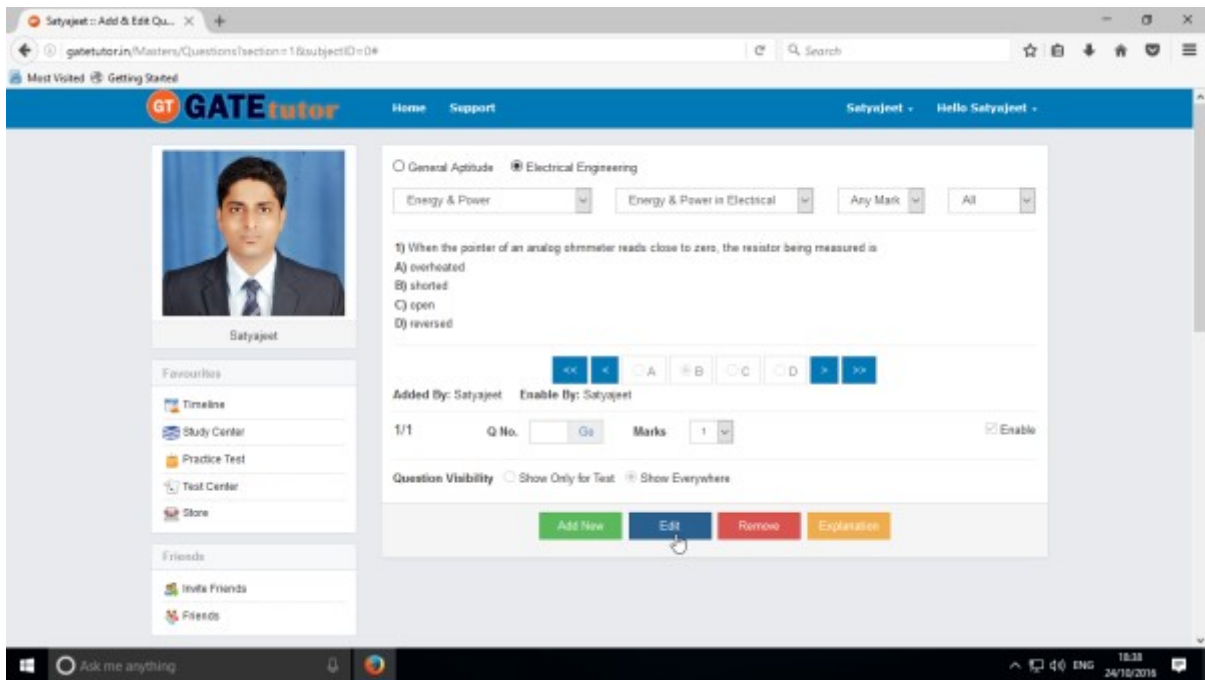 Satyajeet :: Add & Edit Qu...
gatetutor.in/Masters/Questions?section=1&subjectID=0#
Search
Most Visited Getting Started
GT GATEtutor Home Support Satyajeet Hello Satyajeet
General Aptitude Electrical Engineering
Energy & Power Energy & Power in Electrical Any Mark All
1) When the pointer of an analog ohmmeter reads close to zero, the resistor being measured is
A) overheated
B) shorted
C) open
D) reversed
<< < A B C D > >>
Added By: Satyajeet Enable By: Satyajeet
1/1 Q No. Go Marks 1 Enable
Question Visibility Show Only for Test Show Everywhere
Add New Edit Remove Explanation
Satyajeet
Favourites
Timeline
Study Center
Practice Test
Test Center
Store
Friends
Invite Friends
Friends
Ask me anything
ENG 18:38
24/10/2016